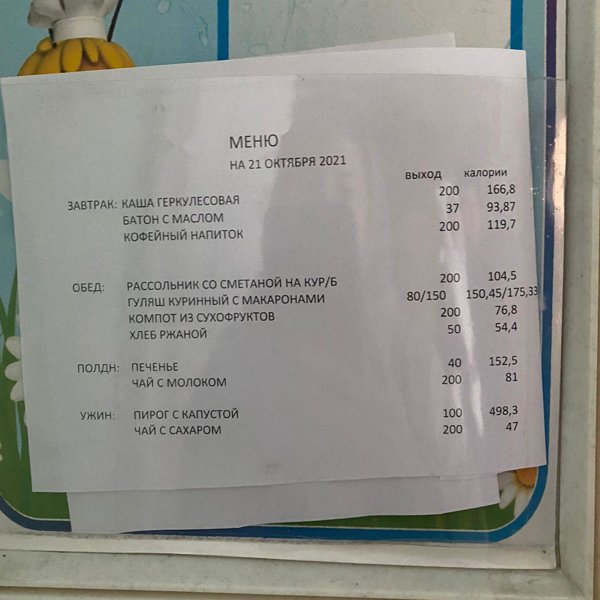 МЕНЮ
НА 21 ОКТЯБРЯ 2021
выход калории
ЗАВТРАК: КАША ГЕРКУЛЕСОВАЯ 200 166,8
БАТОН С МАСЛОМ 37 93,87
КОФЕЙНЫЙ НАПИТОК 200 119,7
ОБЕД: РАССОЛЬНИК СО СМЕТАНОЙ НА КУР/Б 200 104,5
ГУЛЯШ КУРИННЫЙ С МАКАРОНАМИ 80/150 150,45/175,33
КОМПОТ ИЗ СУХОФРУКТОВ 200 76,8
ХЛЕБ РЖАНОЙ 50 54,4
ПОЛДН: ПЕЧЕНЬЕ 40 152,5
ЧАЙ С МОЛОКОМ 200 81
УЖИН: ПИРОГ С КАПУСТОЙ 100 498,3
ЧАЙ С САХАРОМ 200 47